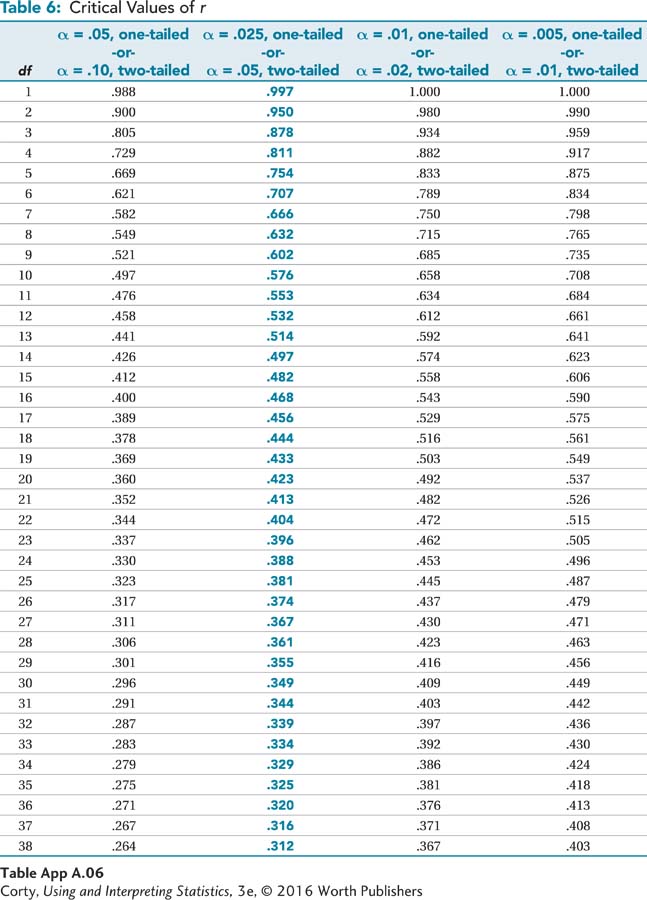 Table 6: Critical Values of r
α = .05, one-tailed α = .025, one-tailed α = .01, one-tailed α = .005, one-tailed
-or- -or- -or- -or-
df α = .10, two-tailed α = .05, two-tailed α = .02, two-tailed α = .01, two-tailed
1 .988 .997 1.000 1.000
2 .900 .950 .980 .990
3 .805 .878 .934 .959
4 .729 .811 .882 .917
5 .669 .754 .833 .875
6 .621 .707 .789 .834
7 .582 .666 .750 .798
8 .549 .632 .715 .765
9 .521 .602 .685 .735
10 .497 .576 .658 .708
11 .476 .553 .634 .684
12 .458 .532 .612 .661
13 .441 .514 .592 .641
14 .426 .497 .574 .623
15 .412 .482 .558 .606
16 .400 .468 .543 .590
17 .389 .456 .529 .575
18 .378 .444 .516 .561
19 .369 .433 .503 .549
20 .360 .423 .492 .537
21 .352 .413 .482 .526
22 .344 .404 .472 .515
23 .337 .396 .462 .505
24 .330 .388 .453 .496
25 .323 .381 .445 .487
26 .317 .374 .437 .479
27 .311 .367 .430 .471
28 .306 .361 .423 .463
29 .301 .355 .416 .456
30 .296 .349 .409 .449
31 .291 .344 .403 .442
32 .287 .339 .397 .436
33 .283 .334 .392 .430
34 .279 .329 .386 .424
35 .275 .325 .381 .418
36 .271 .320 .376 .413
37 .267 .316 .371 .408
38 .264 .312 .367 .403
Table App A.06
Corty, Using and Interpreting Statistics, 3e, © 2016 Worth Publishers